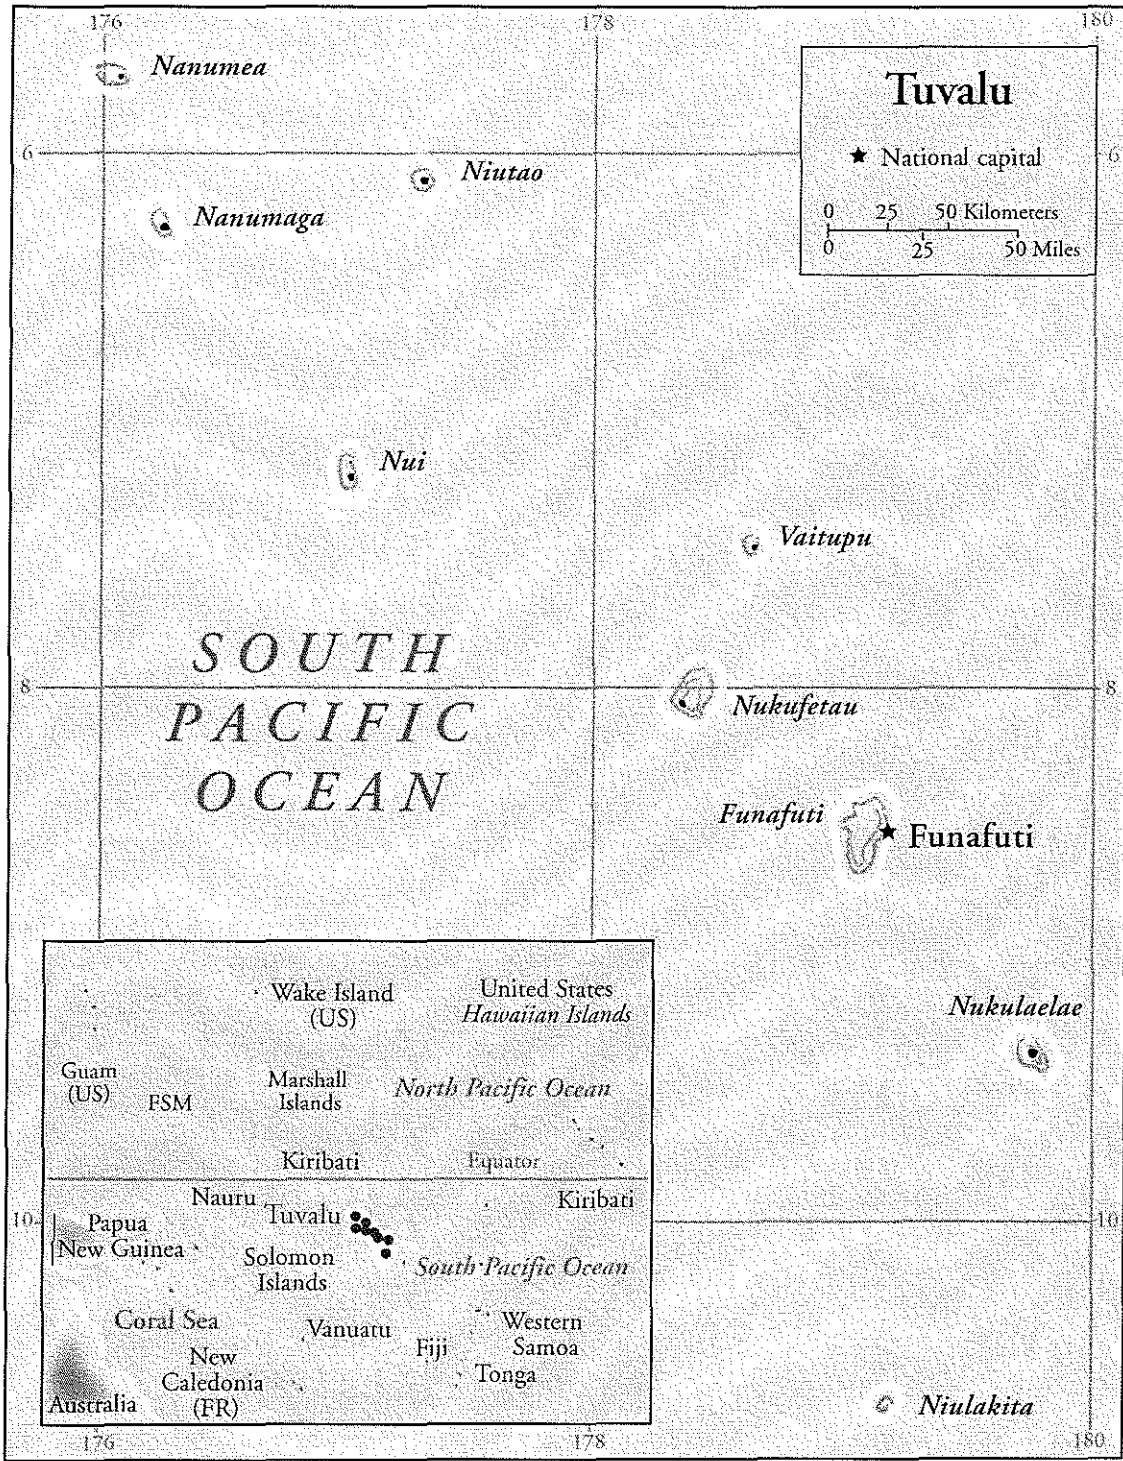 176 178 180
Nanumea
Tuvalu
★ National capital
0 25 50 Kilometers
0 25 50 Miles
6 6
Niutao
Nanumaga
Nui
Vaitupu
SOUTH
PACIFIC
OCEAN
8 8
Nukufetau
Funafuti
Funafuti
Nukulaelae
Wake Island
(US)
United States
Hawaiian Islands
Guam
(US)
FSM
Marshall
Islands
North Pacific Ocean
Kiribati
Equator
Nauru
Tuvalu
Kiribati
10 10
Papua
New Guinea
Solomon
Islands
South Pacific Ocean
Coral Sea
Vanuatu
Fiji
Western
Samoa
Tonga
New
Caledonia
(FR)
Australia
Niulakita
176 178 180